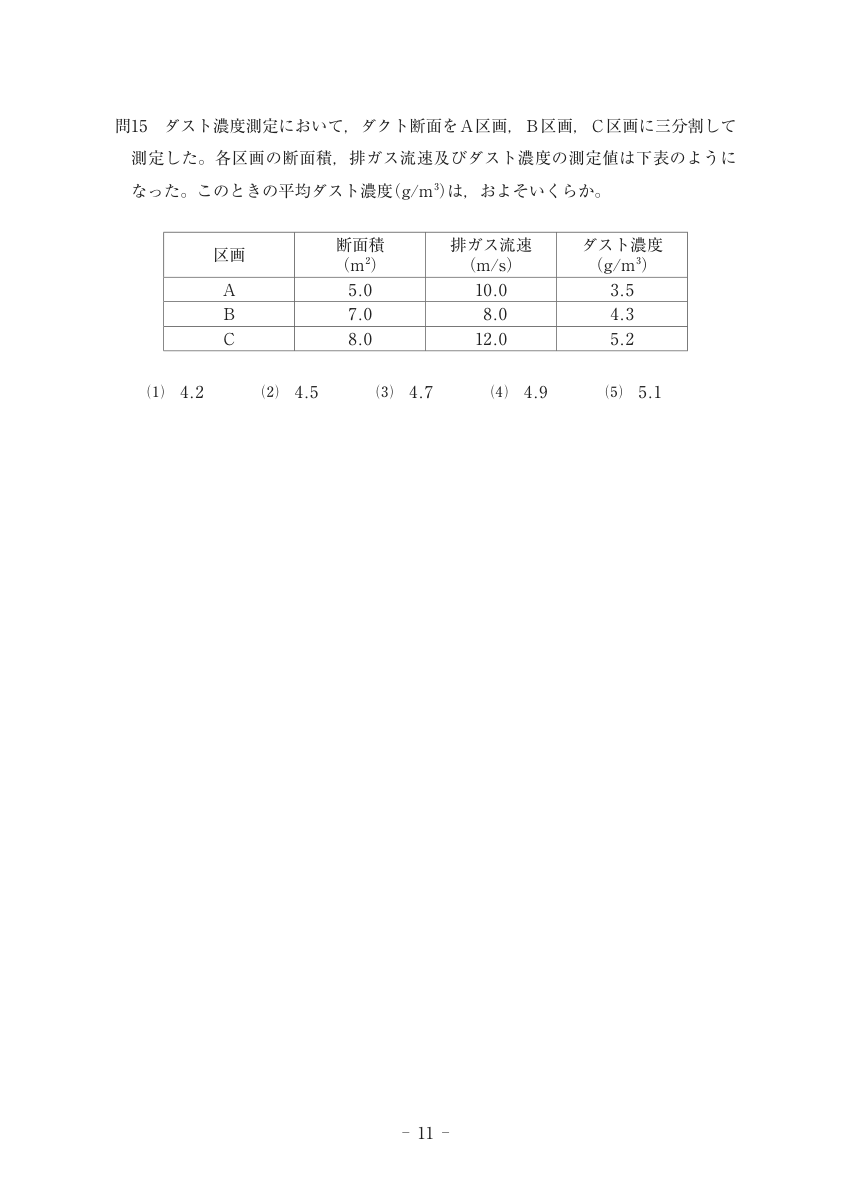 問15　ダスト濃度測定において，ダクト断面をA区画，B区画，C区画に三分割して
測定した。各区画の断面積，排ガス流速及びダスト濃度の測定値は下表のように
なった。このときの平均ダスト濃度(g/m³)は，およそいくらか。
区画 断面積 (m²) 排ガス流速 (m/s) ダスト濃度 (g/m³)
A 5.0 10.0 3.5
B 7.0 8.0 4.3
C 8.0 12.0 5.2
(1) 4.2 (2) 4.5 (3) 4.7 (4) 4.9 (5) 5.1
－ 11 －